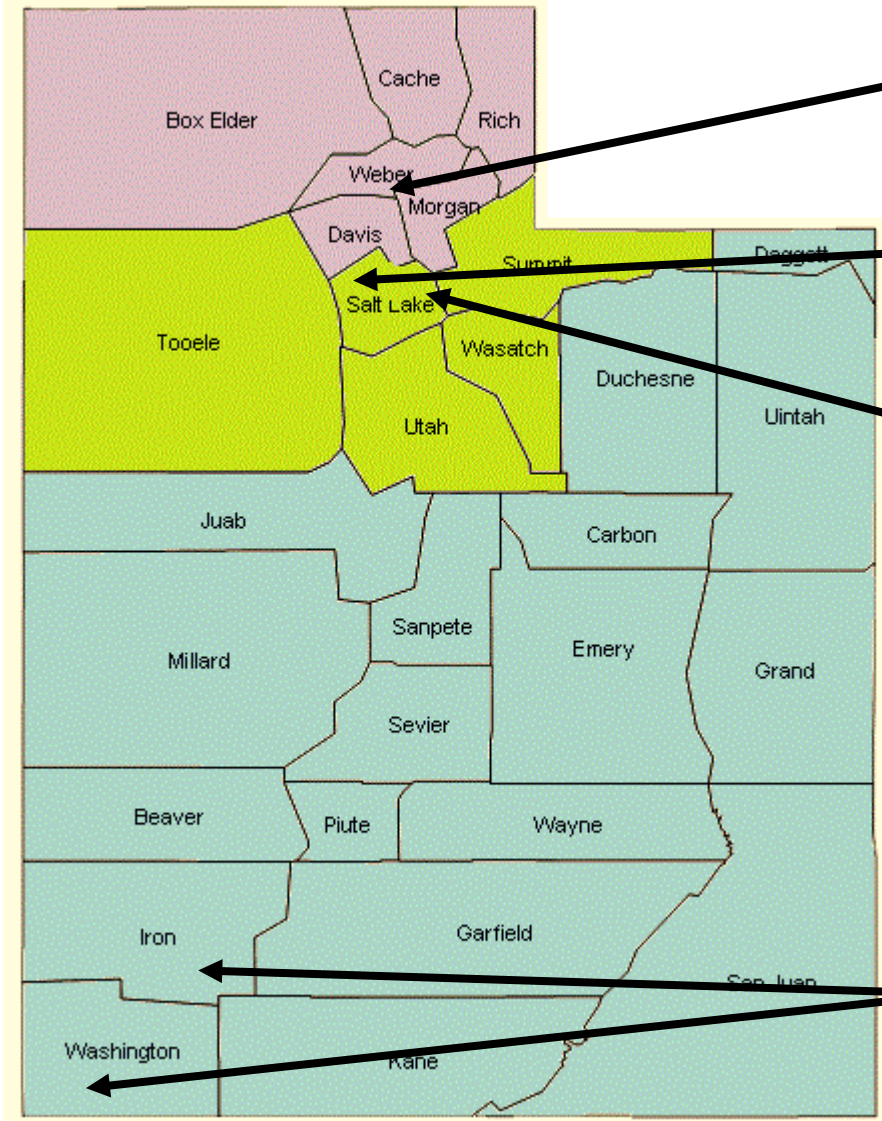 Cache
Box Elder
Rich
Weber
Morgan
Davis
Daggett
Summit
Salt Lake
Tooele
Wasatch
Duchesne
Uintah
Utah
Juab
Carbon
Sanpete
Emery
Millard
Grand
Sevier
Beaver
Piute
Wayne
Iron
Garfield
San Juan
Washington
Kane